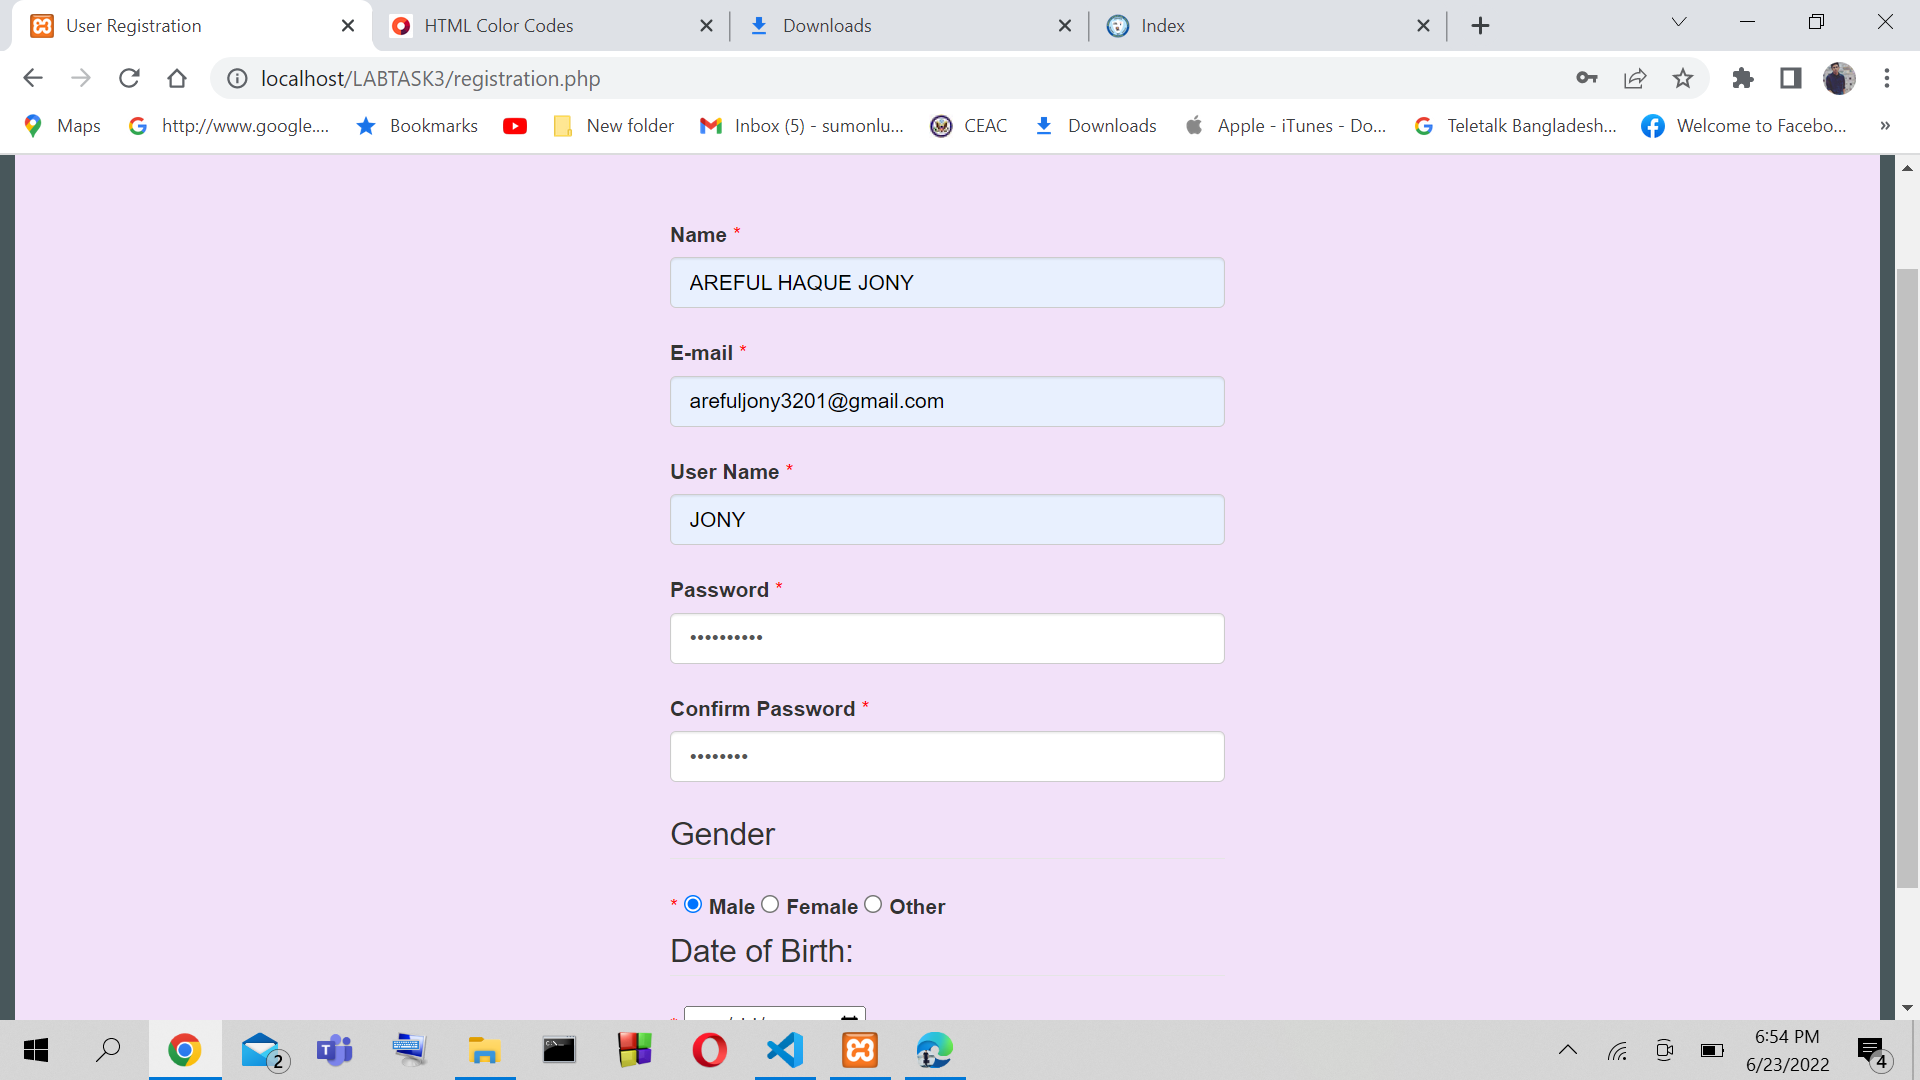 User Registration
HTML Color Codes
Downloads
Index
localhost/LABTASK3/registration.php
Maps
http://www.google....
Bookmarks
New folder
Inbox (5) - sumonlu...
CEAC
Downloads
Apple - iTunes - Do...
Teletalk Bangladesh...
Welcome to Facebo...
»
Name *
AREFUL HAQUE JONY
E-mail *
arefuljony3201@gmail.com
User Name *
JONY
Password *
••••••••••
Confirm Password *
••••••••
Gender
* Male Female Other
Date of Birth:
2
6:54 PM
6/23/2022
4